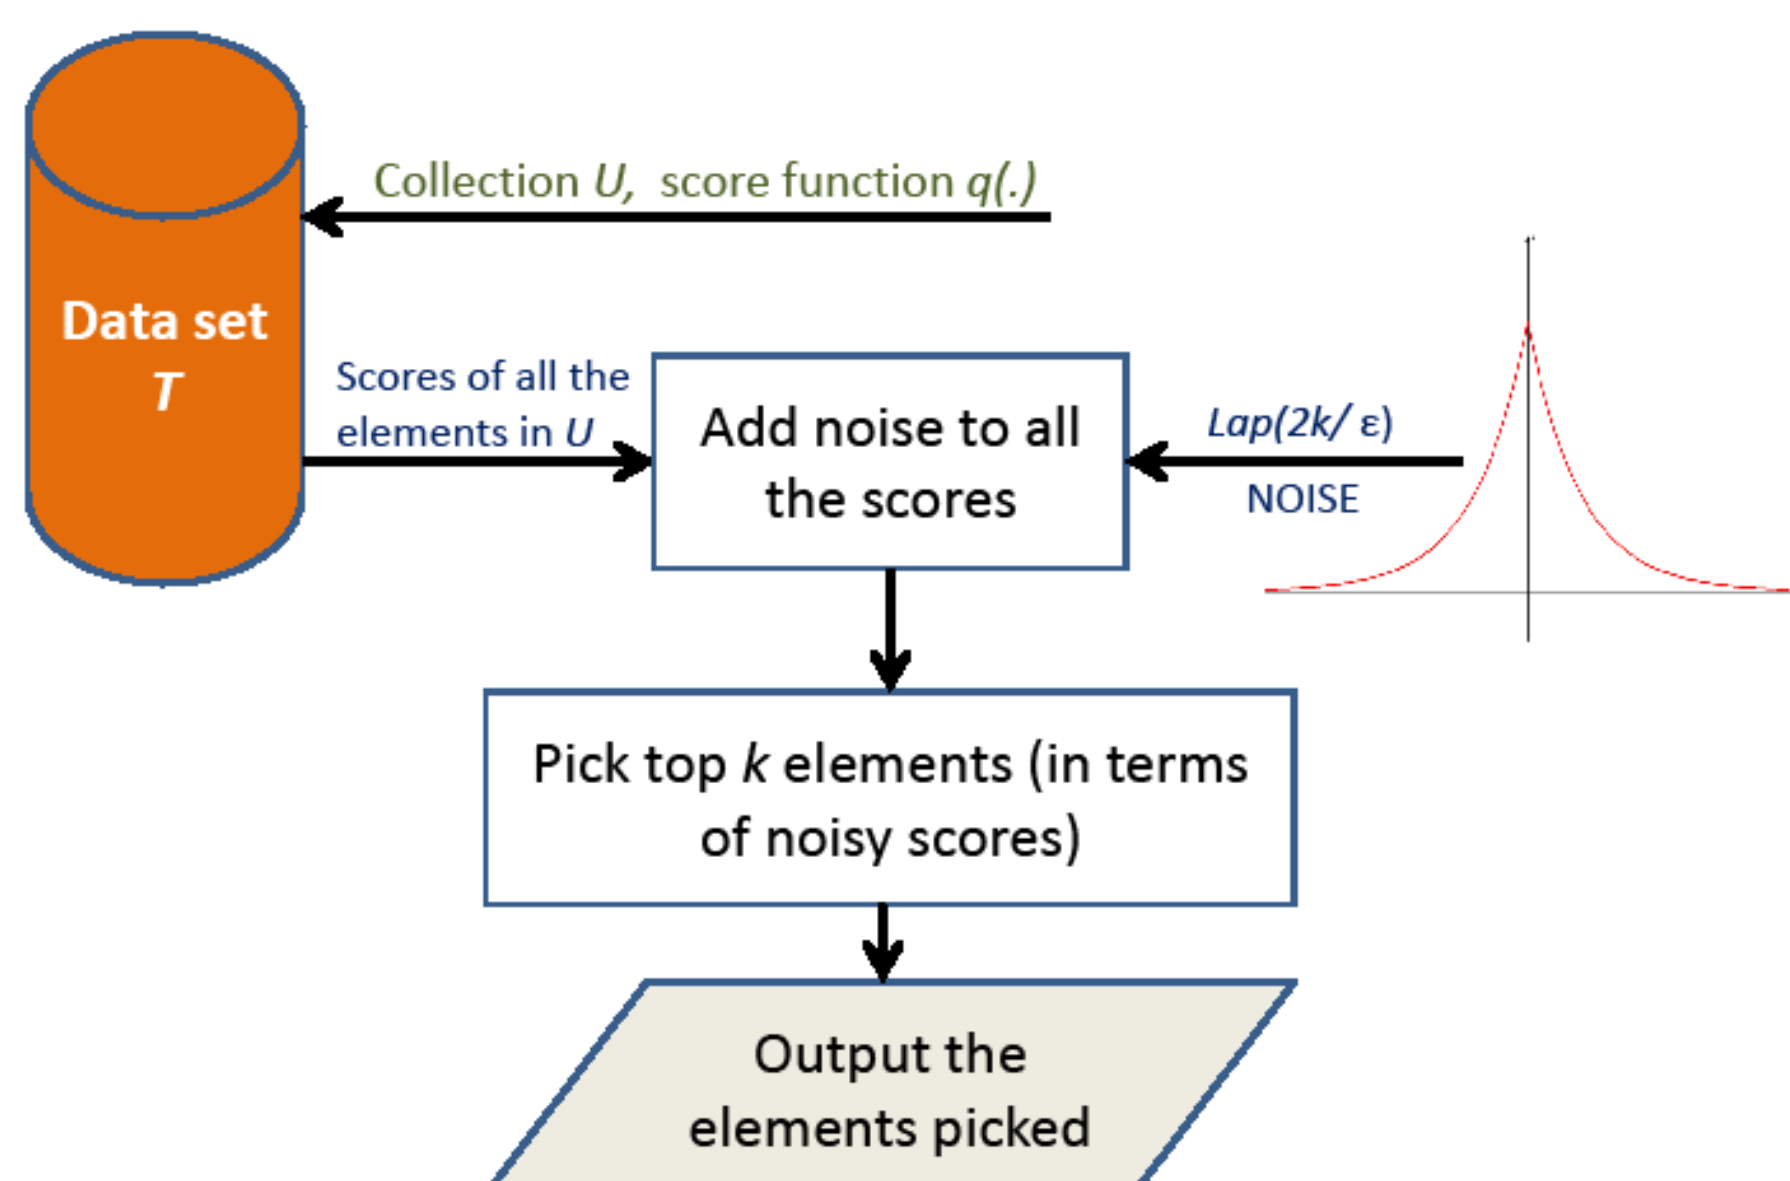 Collection U, score function q(.)
Data set
T
Scores of all the
elements in U
Add noise to all
the scores
Lap(2k/ ε)
NOISE
Pick top k elements (in terms
of noisy scores)
Output the
elements picked